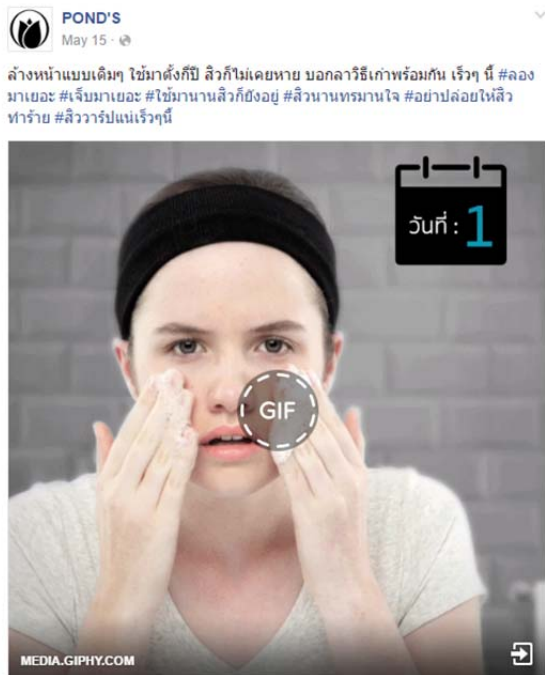 POND'S
May 15 ·
ล้างหน้าแบบเดิมๆ ใช้มาตั้งกี่ปี สิวก็ไม่เคยหาย บอกลาวิธีเก่าพร้อมกัน เร็วๆ นี้ #ลอง
มาเยอะ #เจ็บมาเยอะ #ใช้มานานสิวก็ยังอยู่ #สิวนานทรมานใจ #อย่าปล่อยให้สิว
ทำร้าย #สิววาร์ปแน่เร็วๆนี้
วันที่ : 1
GIF
MEDIA.GIPHY.COM